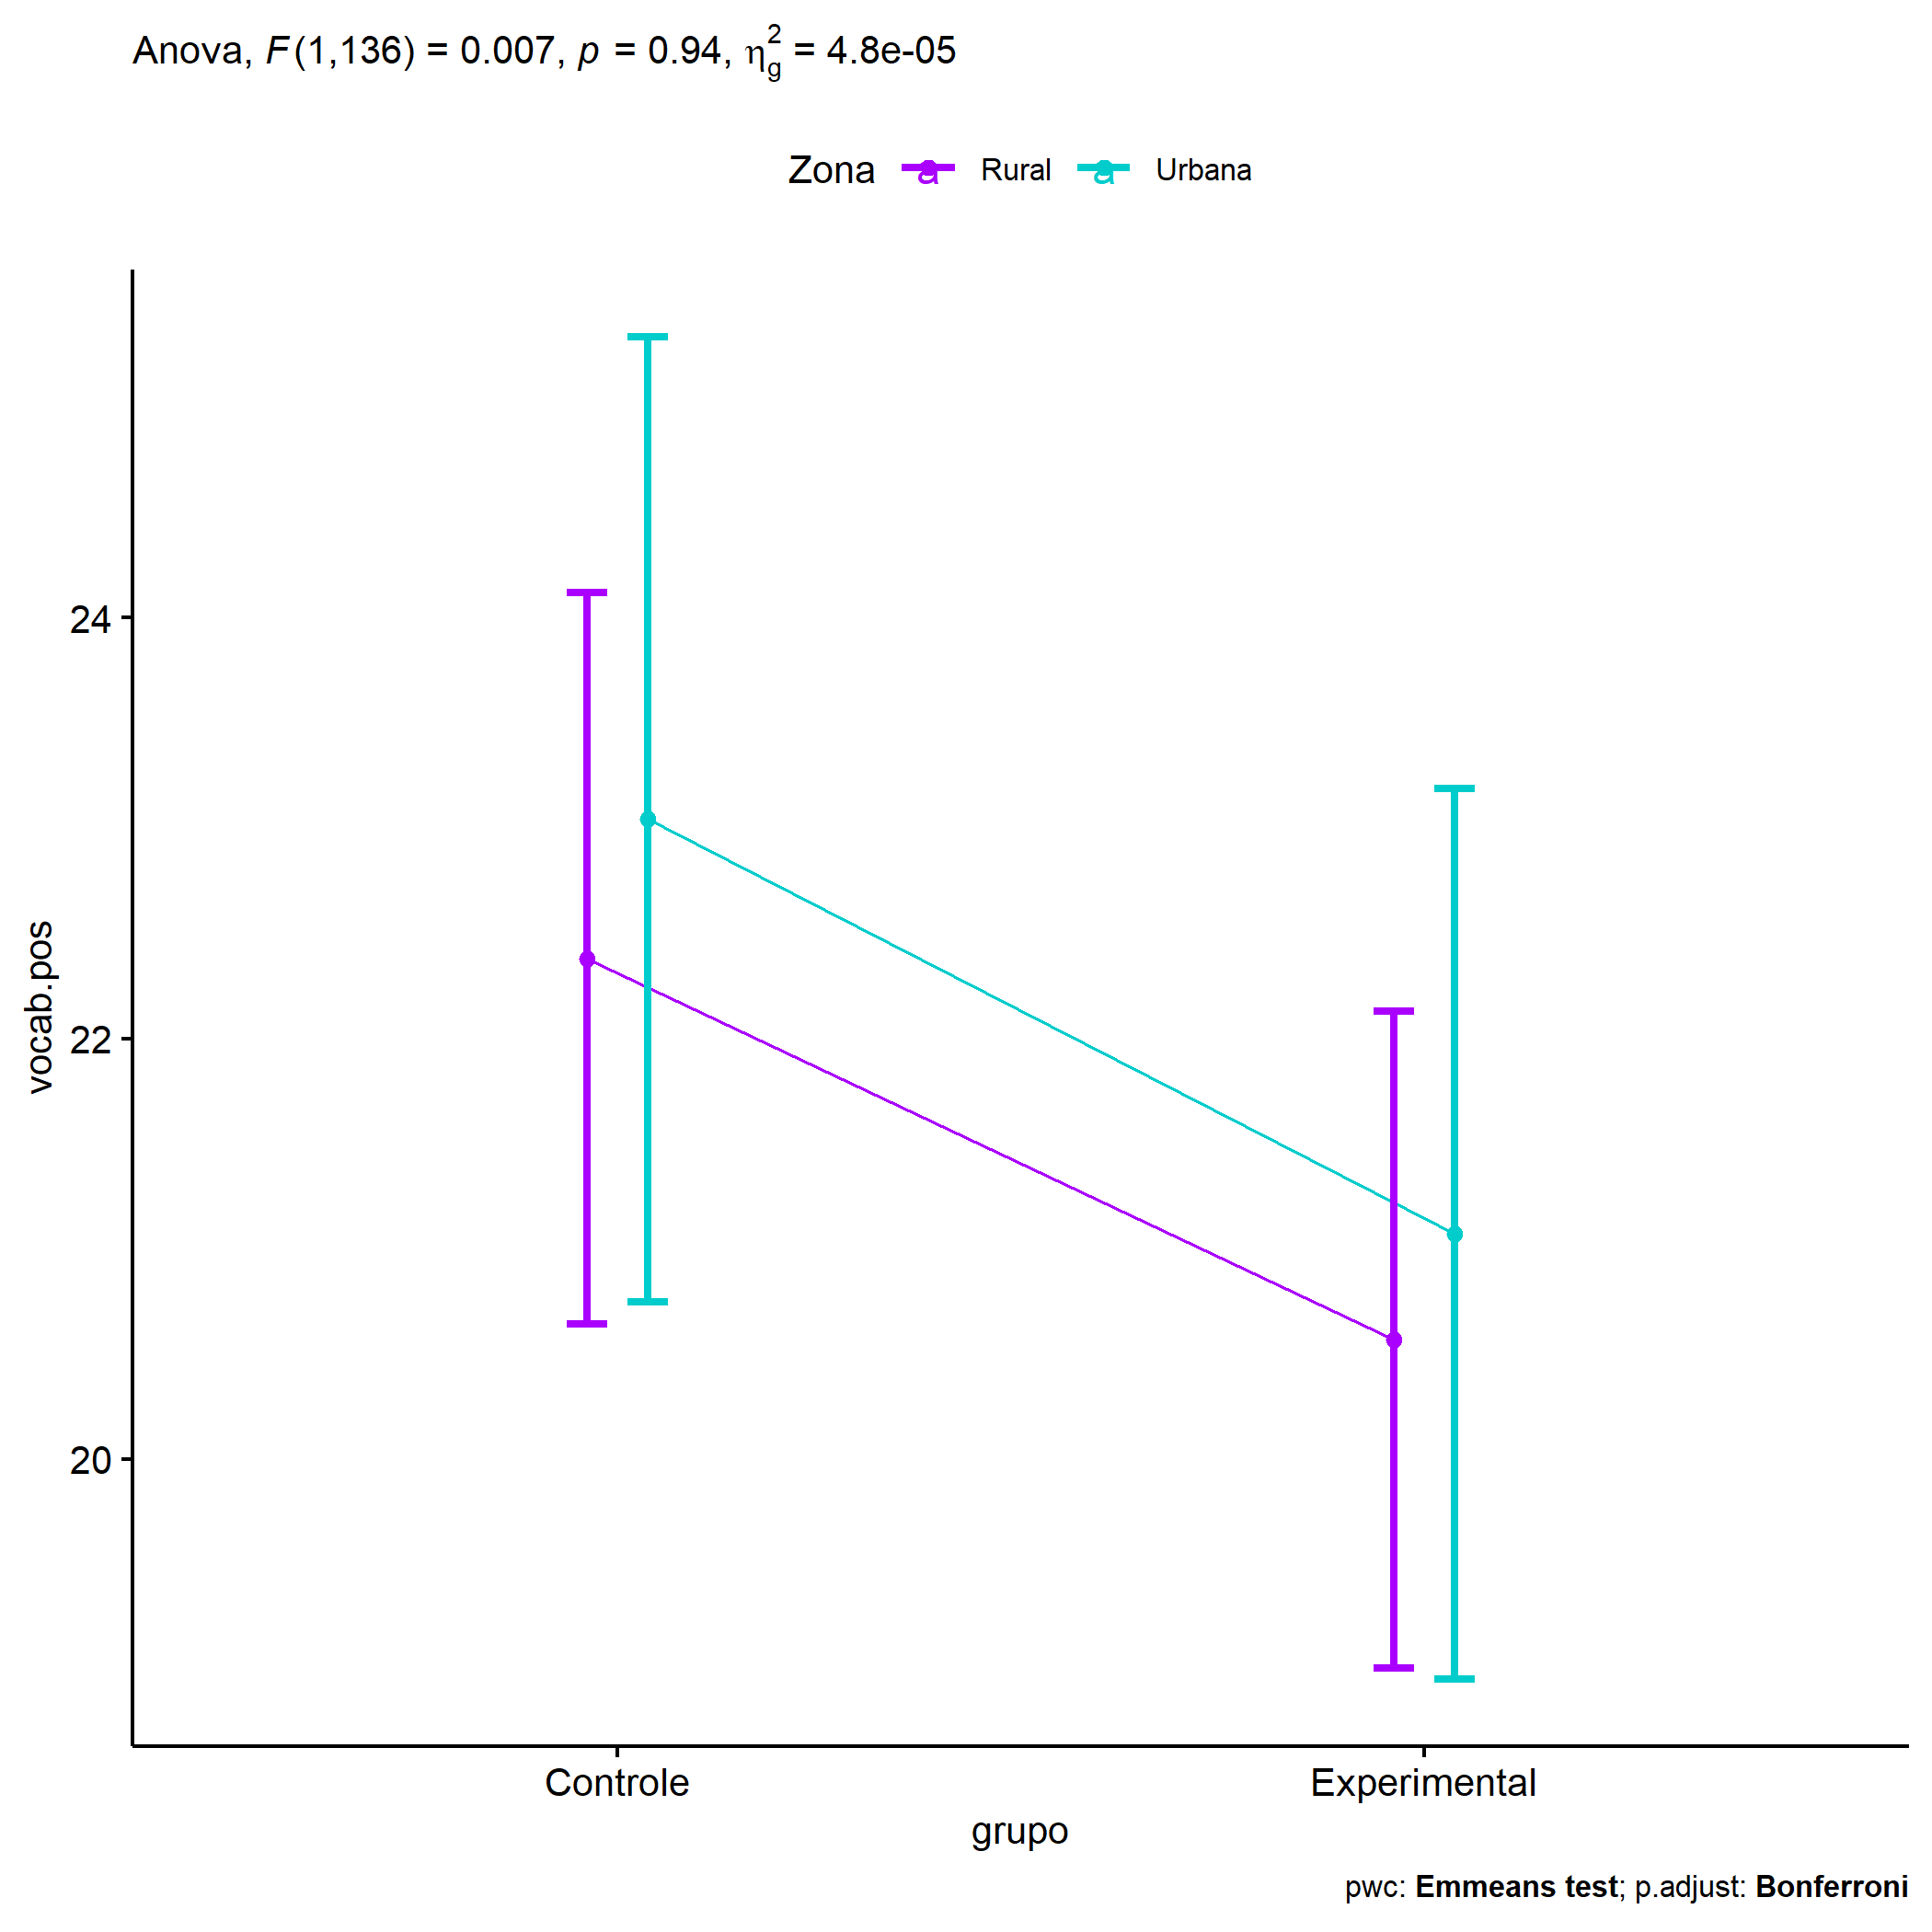 Anova, F(1,136) = 0.007, p = 0.94, η²g = 4.8e-05
Zona a Rural a Urbana
vocab.pos
24
22
20
Controle Experimental
grupo
pwc: Emmeans test; p.adjust: Bonferroni